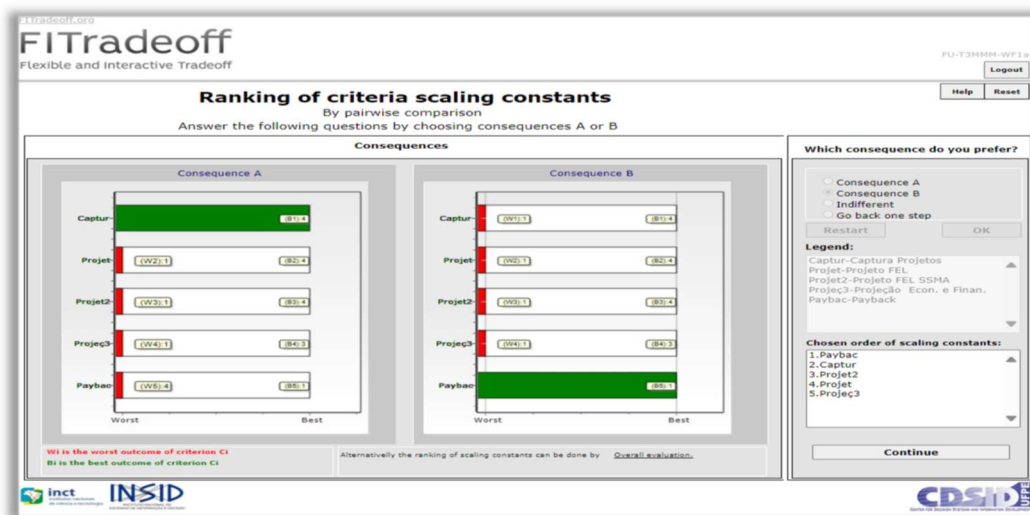 FITradeoff.org
FITradeoff
Flexible and Interactive Tradeoff
FU-T3MMM-WF1a
Logout
Help Reset
Ranking of criteria scaling constants
By pairwise comparison
Answer the following questions by choosing consequences A or B
Consequences
Consequence A
Captur (B1):4
Projet (W2):1 (B2):4
Projet2 (W3):1 (B3):4
Projeç3 (W4):1 (B4):3
Paybac (W5):4 (B5):1
Worst Best
Consequence B
Captur (W1):1 (B1):4
Projet (W2):1 (B2):4
Projet2 (W3):1 (B3):4
Projeç3 (W4):1 (B4):3
Paybac (B5):1
Worst Best
Wi is the worst outcome of criterion Ci
Bi is the best outcome of criterion Ci
Alternativelly the ranking of scaling constants can be done by Overall evaluation.
Which consequence do you prefer?
Consequence A
Consequence B
Indifferent
Go back one step
Restart OK
Legend:
Captur-Captura Projetos
Projet-Projeto FEL
Projet2-Projeto FEL SSMA
Projeç3-Projeção Econ. e Finan.
Paybac-Payback
Chosen order of scaling constants:
1.Paybac
2.Captur
3.Projet2
4.Projet
5.Projeç3
Continue
inct
INSID
CDSID
UFPE